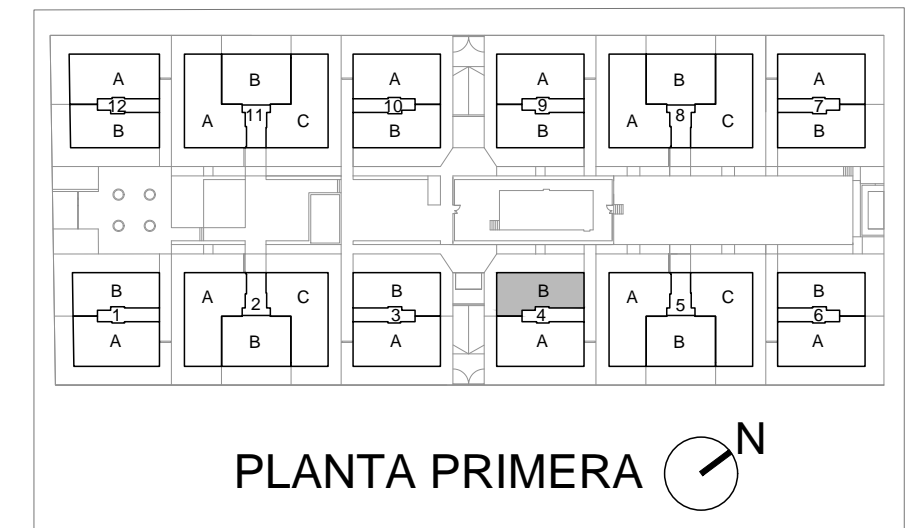 A B A A B A
12 11 10 9 8 7
B A C B B A C B
B A C B B A C B
1 2 3 4 5 6
A B A A B A
PLANTA PRIMERA N